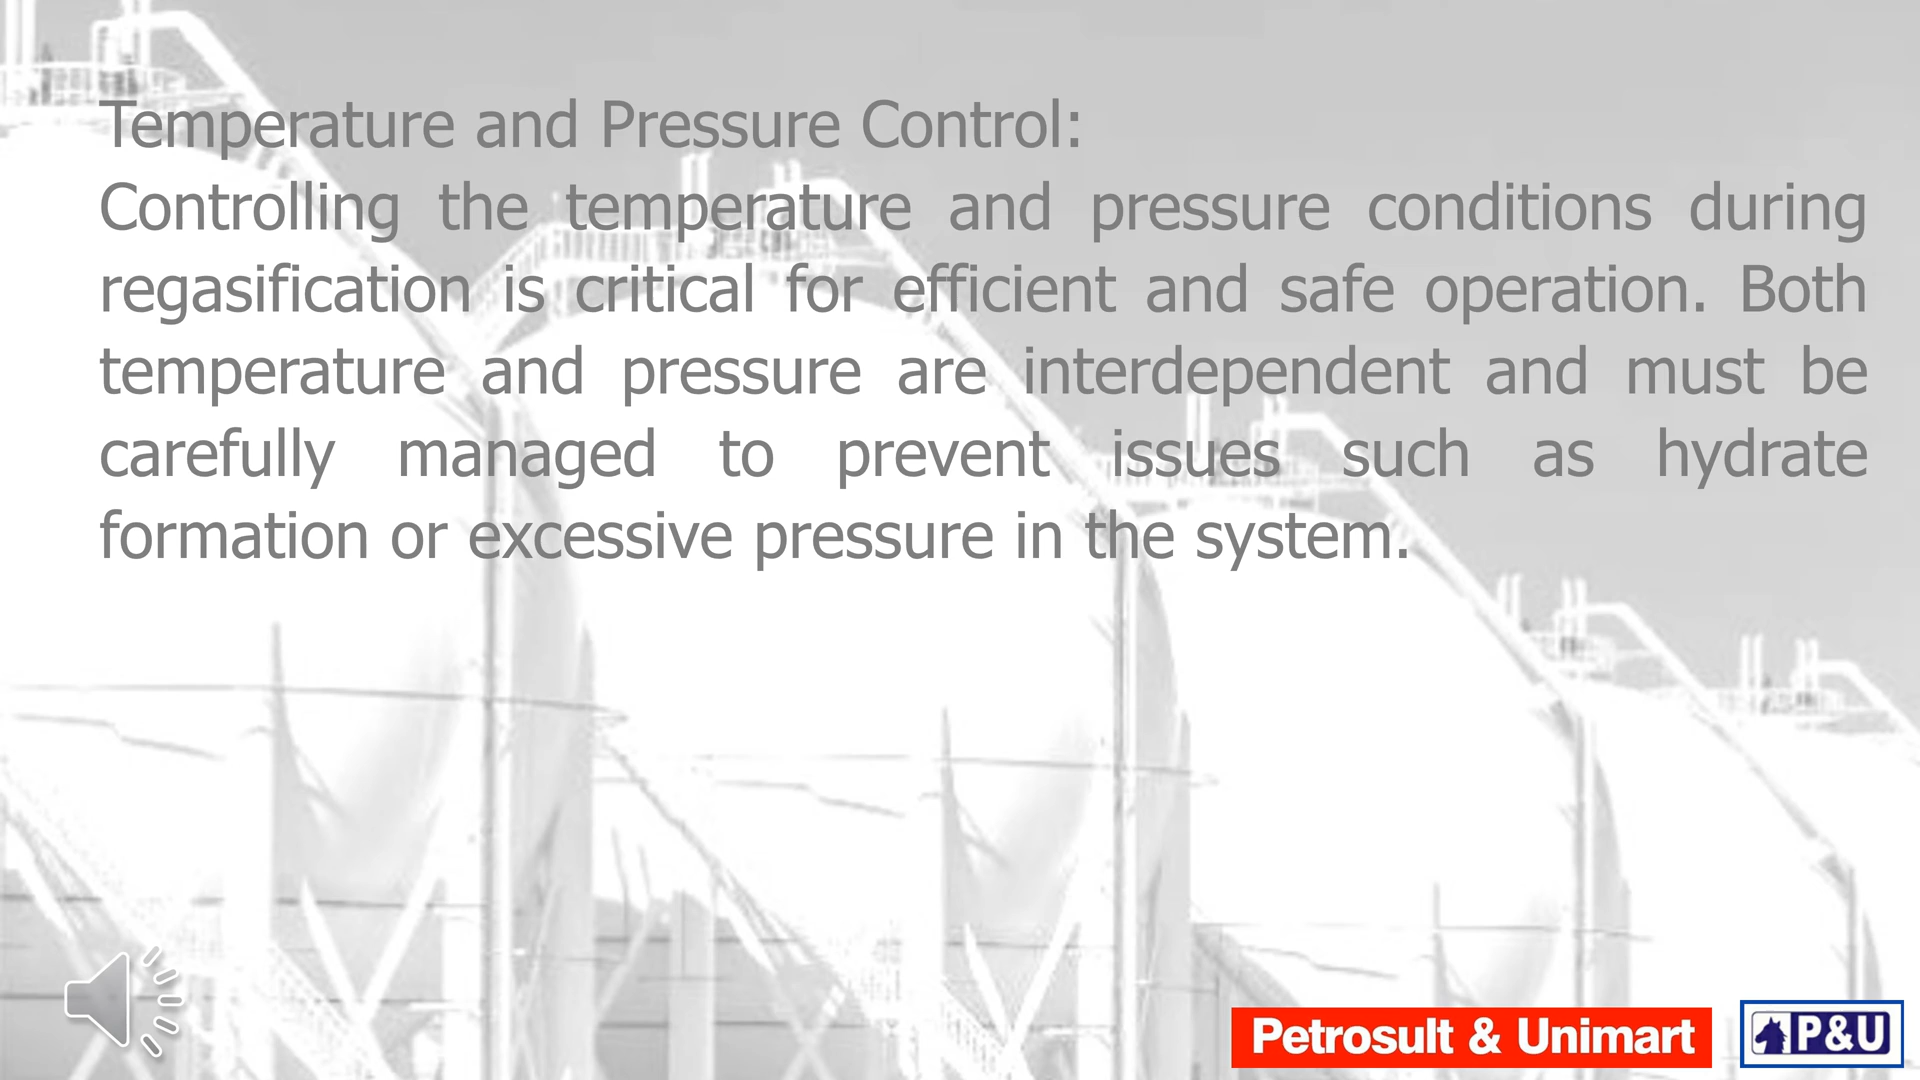 Temperature and Pressure Control:
Controlling the temperature and pressure conditions during
regasification is critical for efficient and safe operation. Both
temperature and pressure are interdependent and must be
carefully managed to prevent issues such as hydrate
formation or excessive pressure in the system.
Petrosult & Unimart
P&U